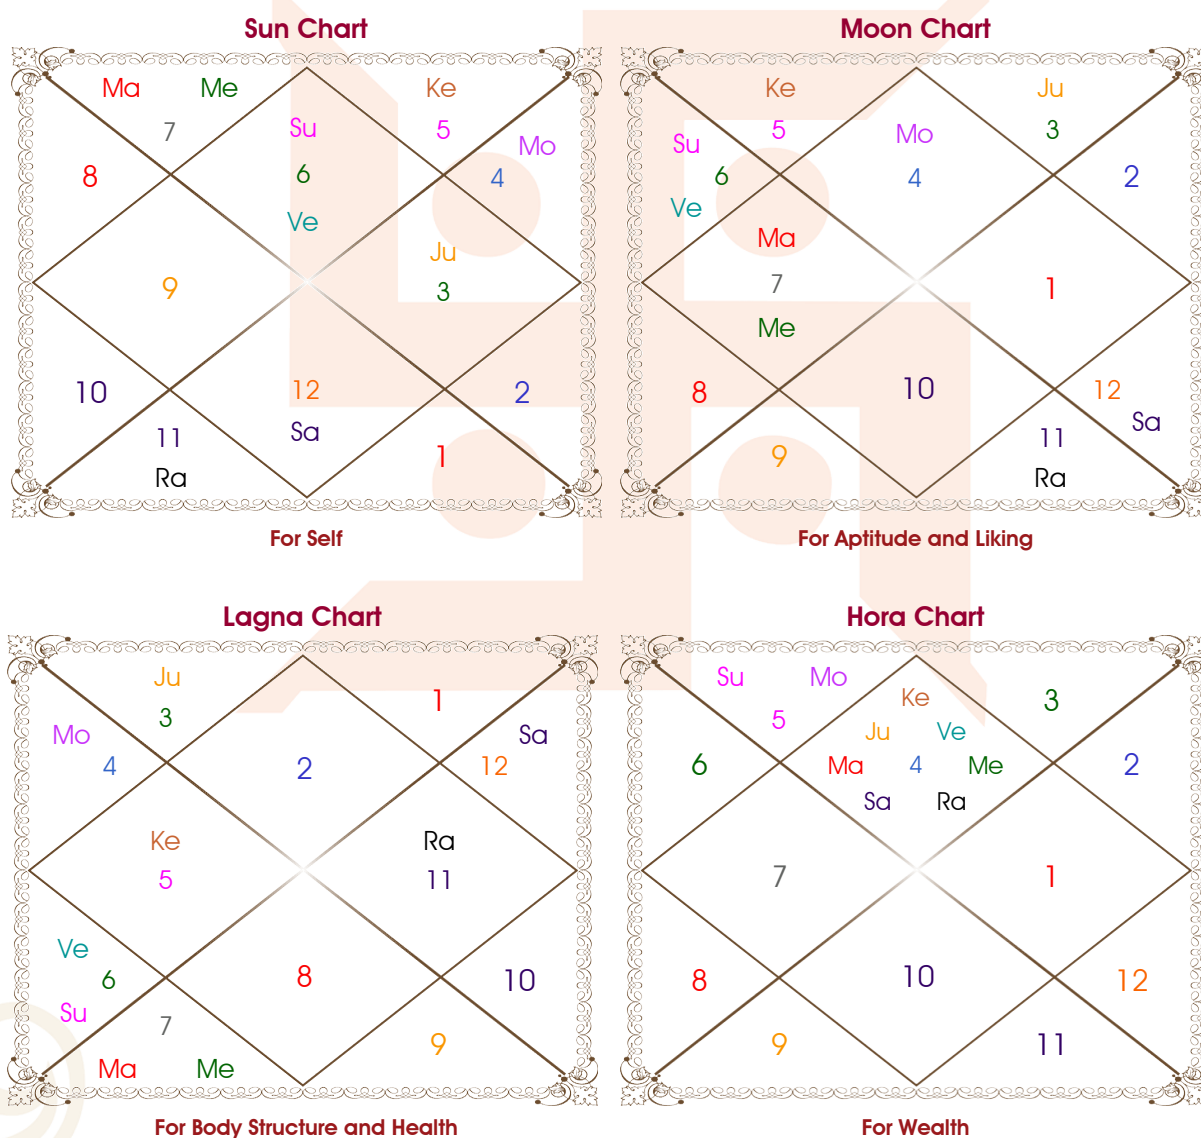 Sun Chart
Ma Me
7
8
Su
6
Ve
Ke
5
Mo
4
9
Ju
3
10
11
Ra
12
Sa
2
1
For Self
Moon Chart
Ke
5
Su
6
Ve
Mo
4
Ju
3
2
Ma
7
Me
1
8
9
10
12
Sa
11
Ra
For Aptitude and Liking
Lagna Chart
Ju
3
Mo
4
2
1
Sa
12
Ke
5
Ra
11
Ve
6
Su
7
Ma Me
8
10
9
For Body Structure and Health
Hora Chart
Su Mo
5
6
Ke
Ju Ve
Ma 4 Me
Sa Ra
3
2
7
1
8
9
10
12
11
For Wealth